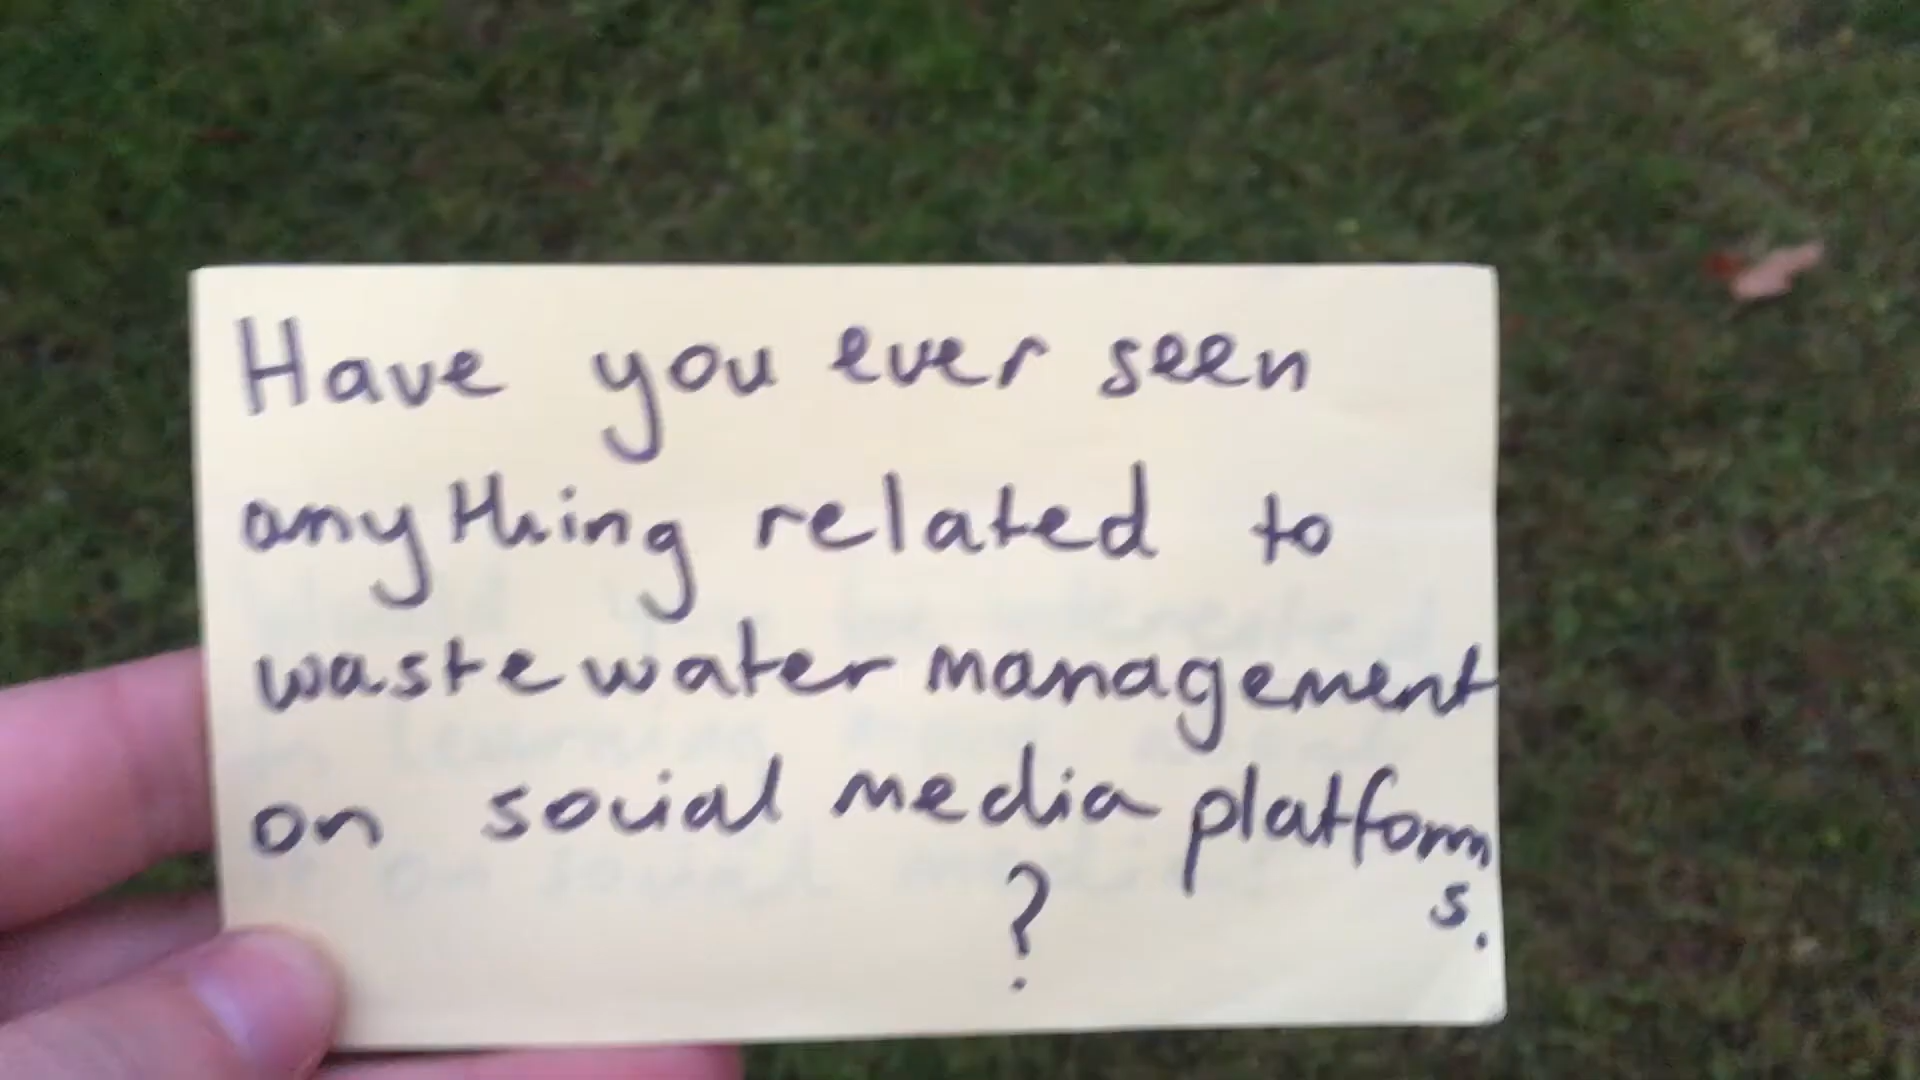 Have you ever seen
anything related to
wastewater management
on social media platform
s.
?